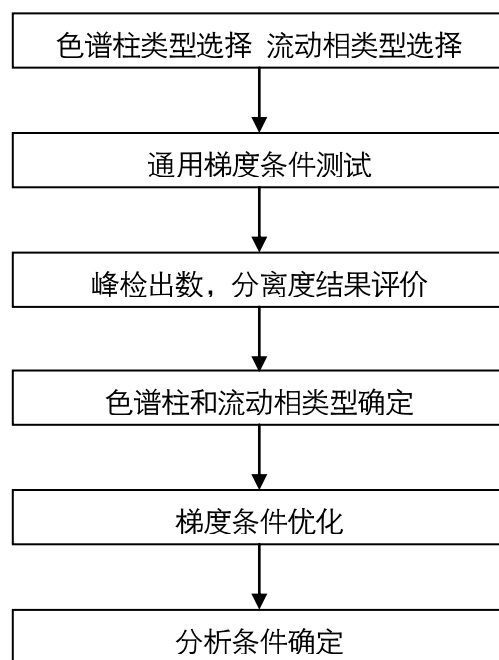 色谱柱类型选择 流动相类型选择
通用梯度条件测试
峰检出数，分离度结果评价
色谱柱和流动相类型确定
梯度条件优化
分析条件确定